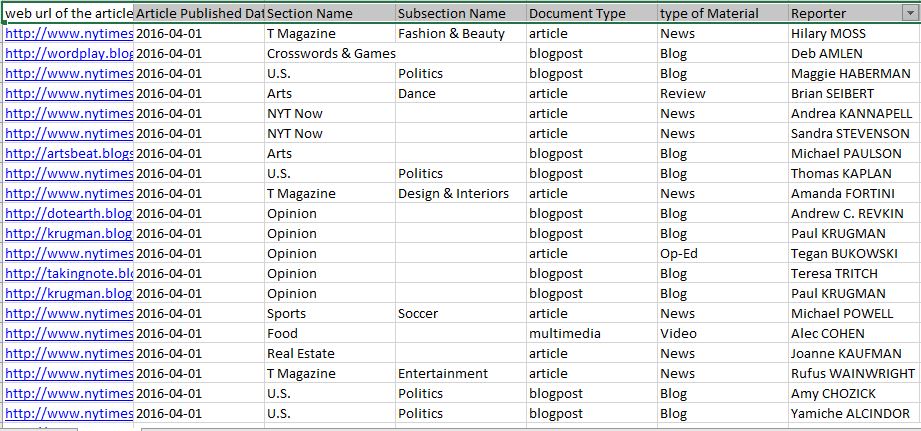 web url of the article Article Published Dat Section Name Subsection Name Document Type type of Material Reporter
http://www.nytimes 2016-04-01 T Magazine Fashion & Beauty article News Hilary MOSS
http://wordplay.blog 2016-04-01 Crosswords & Games blogpost Blog Deb AMLEN
http://www.nytimes 2016-04-01 U.S. Politics blogpost Blog Maggie HABERMAN
http://www.nytimes 2016-04-01 Arts Dance article Review Brian SEIBERT
http://www.nytimes 2016-04-01 NYT Now article News Andrea KANNAPELL
http://www.nytimes 2016-04-01 NYT Now article News Sandra STEVENSON
http://artsbeat.blogs 2016-04-01 Arts blogpost Blog Michael PAULSON
http://www.nytimes 2016-04-01 U.S. Politics blogpost Blog Thomas KAPLAN
http://www.nytimes 2016-04-01 T Magazine Design & Interiors article News Amanda FORTINI
http://dotearth.blog 2016-04-01 Opinion blogpost Blog Andrew C. REVKIN
http://krugman.blog 2016-04-01 Opinion blogpost Blog Paul KRUGMAN
http://www.nytimes 2016-04-01 Opinion article Op-Ed Tegan BUKOWSKI
http://takingnote.blo 2016-04-01 Opinion blogpost Blog Teresa TRITCH
http://krugman.blog 2016-04-01 Opinion blogpost Blog Paul KRUGMAN
http://www.nytimes 2016-04-01 Sports Soccer article News Michael POWELL
http://www.nytimes 2016-04-01 Food multimedia Video Alec COHEN
http://www.nytimes 2016-04-01 Real Estate article News Joanne KAUFMAN
http://www.nytimes 2016-04-01 T Magazine Entertainment article News Rufus WAINWRIGHT
http://www.nytimes 2016-04-01 U.S. Politics blogpost Blog Amy CHOZICK
http://www.nytimes 2016-04-01 U.S. Politics blogpost Blog Yamiche ALCINDOR